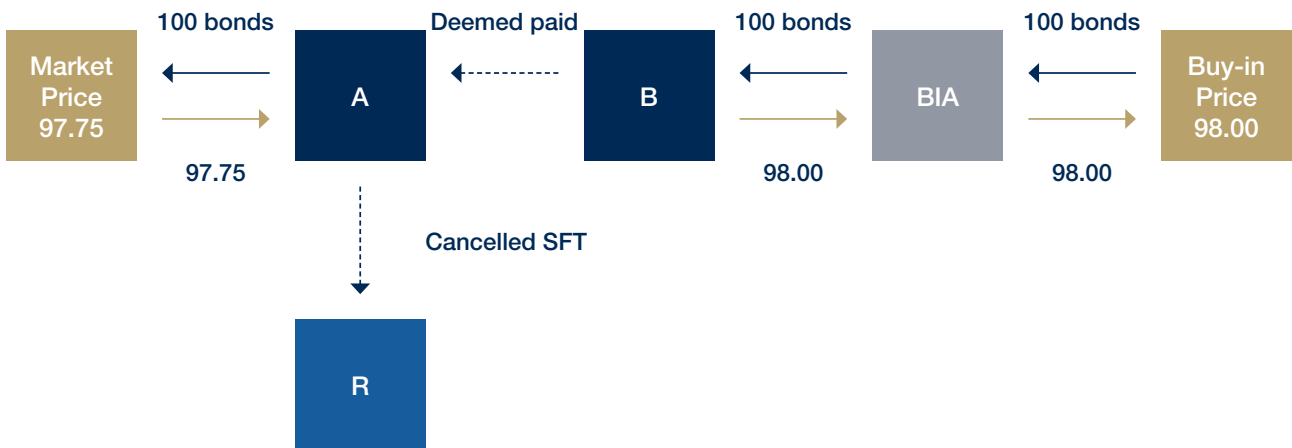 100 bonds
Deemed paid
100 bonds
100 bonds
Market
Price
97.75
A
B
BIA
Buy-in
Price
98.00
97.75
98.00
98.00
Cancelled SFT
R